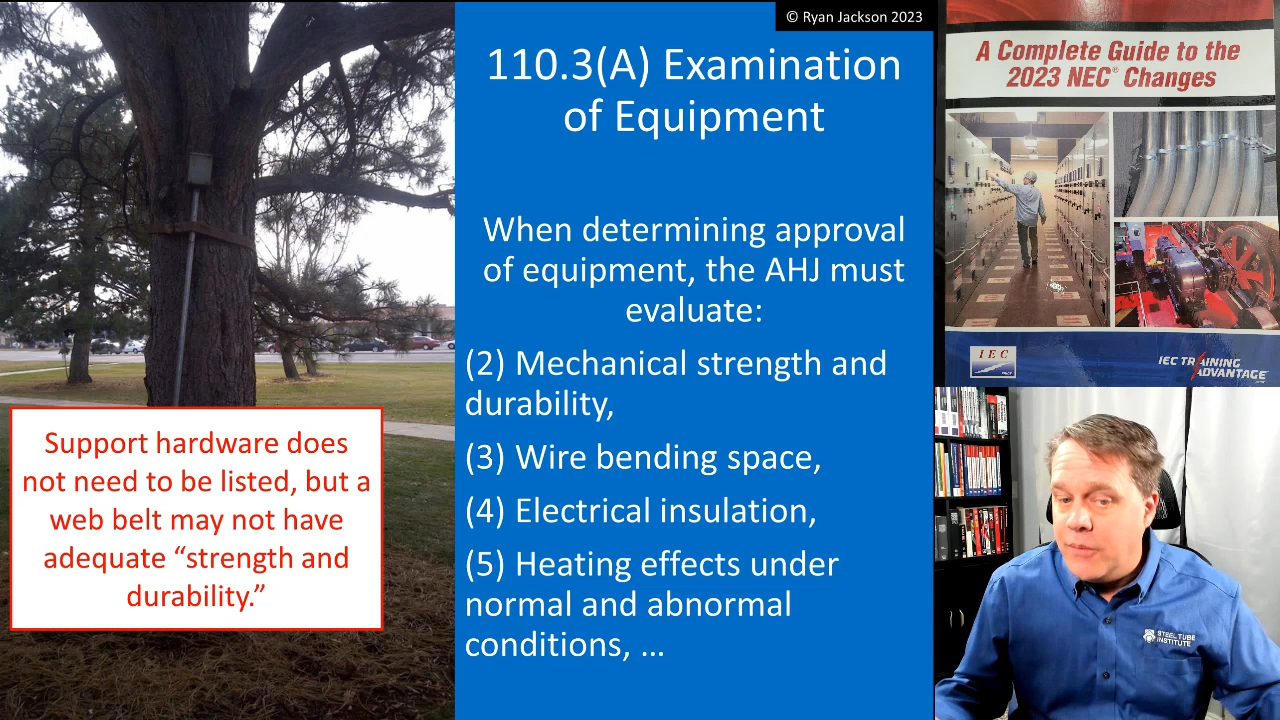 © Ryan Jackson 2023
110.3(A) Examination
of Equipment
When determining approval
of equipment, the AHJ must
evaluate:
(2) Mechanical strength and
durability,
(3) Wire bending space,
(4) Electrical insulation,
(5) Heating effects under
normal and abnormal
conditions, ...
Support hardware does
not need to be listed, but a
web belt may not have
adequate “strength and
durability.”
A Complete Guide to the
2023 NEC® Changes
IEC
IEC TRAINING
ADVANTAGE
STEEL TUBE
INSTITUTE